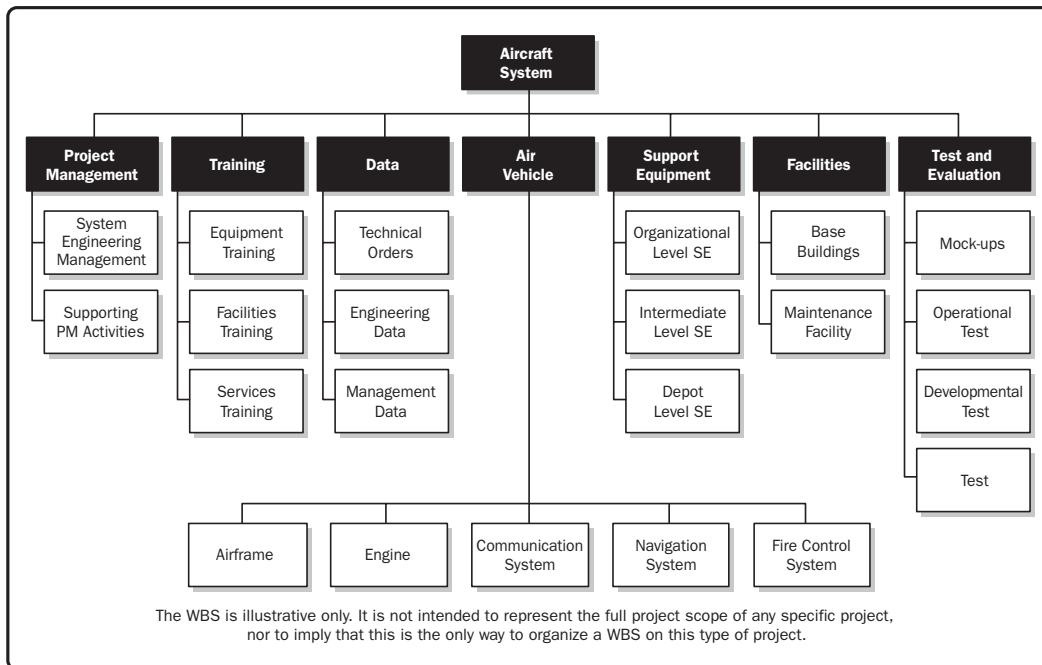 Aircraft
System
Project
Management
Training
Data
Air
Vehicle
Support
Equipment
Facilities
Test and
Evaluation
System
Engineering
Management
Equipment
Training
Technical
Orders
Organizational
Level SE
Base
Buildings
Mock-ups
Supporting
PM Activities
Facilities
Training
Engineering
Data
Intermediate
Level SE
Maintenance
Facility
Operational
Test
Services
Training
Management
Data
Depot
Level SE
Developmental
Test
Test
Airframe
Engine
Communication
System
Navigation
System
Fire Control
System
The WBS is illustrative only. It is not intended to represent the full project scope of any specific project,
nor to imply that this is the only way to organize a WBS on this type of project.